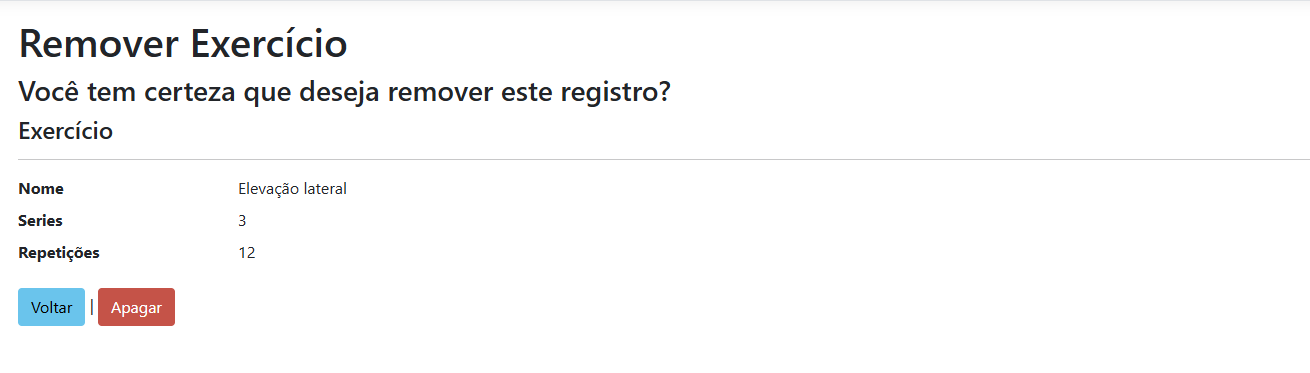 Remover Exercício
Você tem certeza que deseja remover este registro?
Exercício
Nome Elevação lateral
Series 3
Repetições 12
Voltar | Apagar